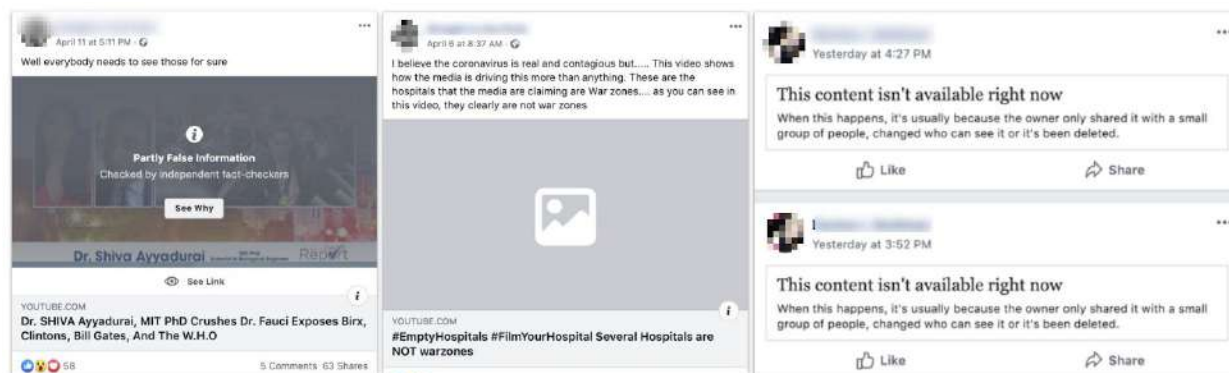 April 11 at 5:11 PM
Well everybody needs to see those for sure
Partly False Information
Checked by independent fact-checkers
See Why
Dr. Shiva Ayyadurai
Report
See Link
YOUTUBE.COM
Dr. SHIVA Ayyadurai, MIT PhD Crushes Dr. Fauci Exposes Birx,
Clintons, Bill Gates, And The W.H.O
58
5 Comments 63 Shares
April 6 at 8:37 AM
I believe the coronavirus is real and contagious but..... This video shows
how the media is driving this more than anything. These are the
hospitals that the media are claiming are War zones.... as you can see in
this video, they clearly are not war zones
YOUTUBE.COM
#EmptyHospitals #FilmYourHospital Several Hospitals are
NOT warzones
Yesterday at 4:27 PM
This content isn't available right now
When this happens, it's usually because the owner only shared it with a small
group of people, changed who can see it or it's been deleted.
Like
Share
Yesterday at 3:52 PM
This content isn't available right now
When this happens, it's usually because the owner only shared it with a small
group of people, changed who can see it or it's been deleted.
Like
Share